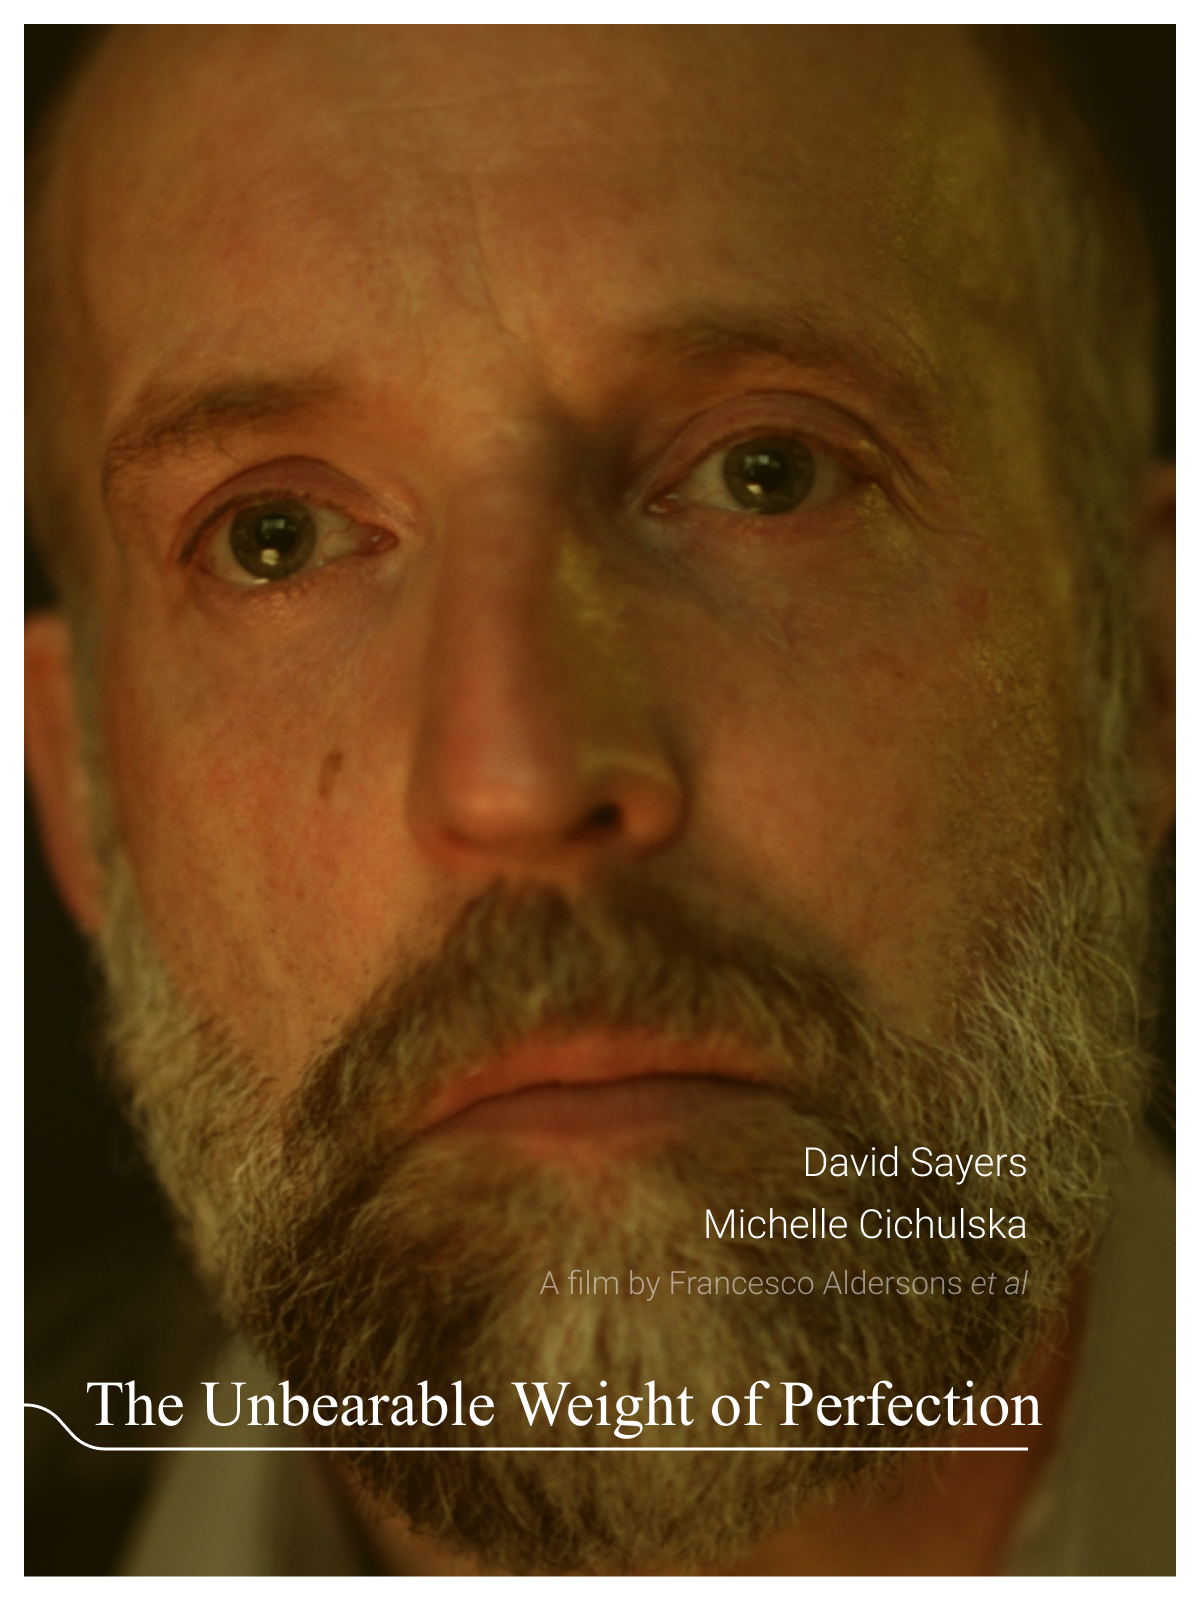 David Sayers
Michelle Cichulska
A film by Francesco Aldersons et al
The Unbearable Weight of Perfection